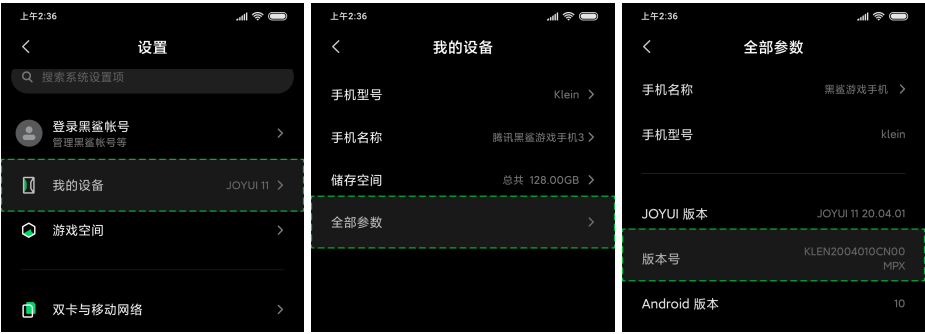 上午2:36
设置
搜索系统设置项
登录黑鲨帐号
管理黑鲨帐号等
我的设备
JOYUI 11
游戏空间
双卡与移动网络
上午2:36
我的设备
手机型号
Klein
手机名称
腾讯黑鲨游戏手机3
储存空间
总共 128.00GB
全部参数
上午2:36
全部参数
手机名称
黑鲨游戏手机
手机型号
klein
JOYUI 版本
JOYUI 11 20.04.01
版本号
KLEN2004010CN00
MPX
Android 版本
10